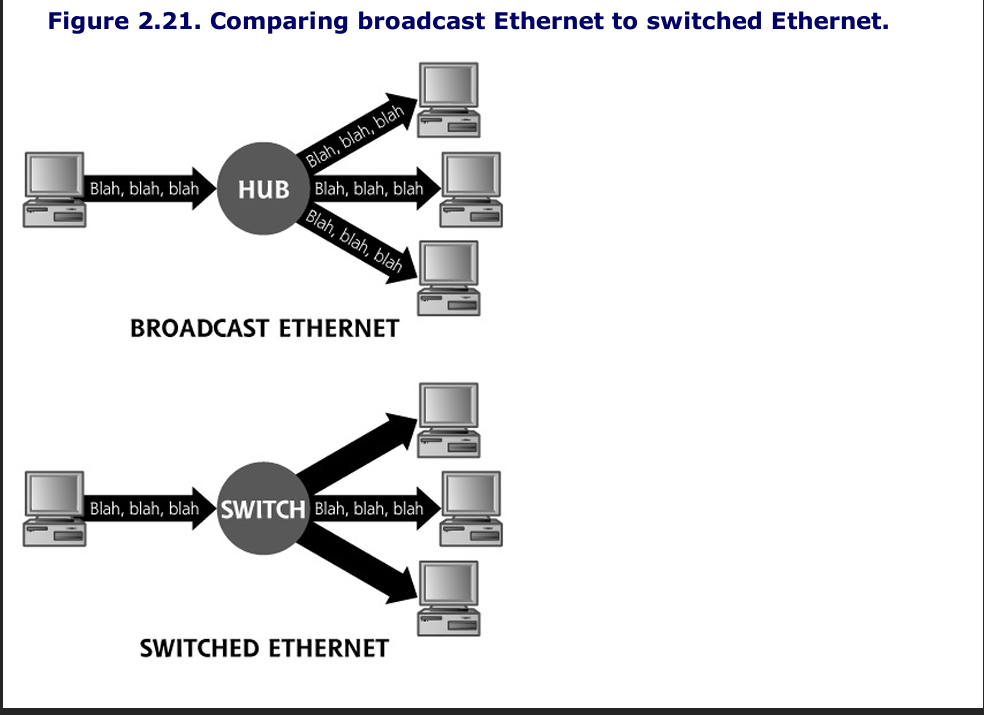 Figure 2.21. Comparing broadcast Ethernet to switched Ethernet.
Blah, blah, blah
HUB
Blah, blah, blah
Blah, blah, blah
Blah, blah, blah
BROADCAST ETHERNET
Blah, blah, blah
SWITCH
Blah, blah, blah
SWITCHED ETHERNET